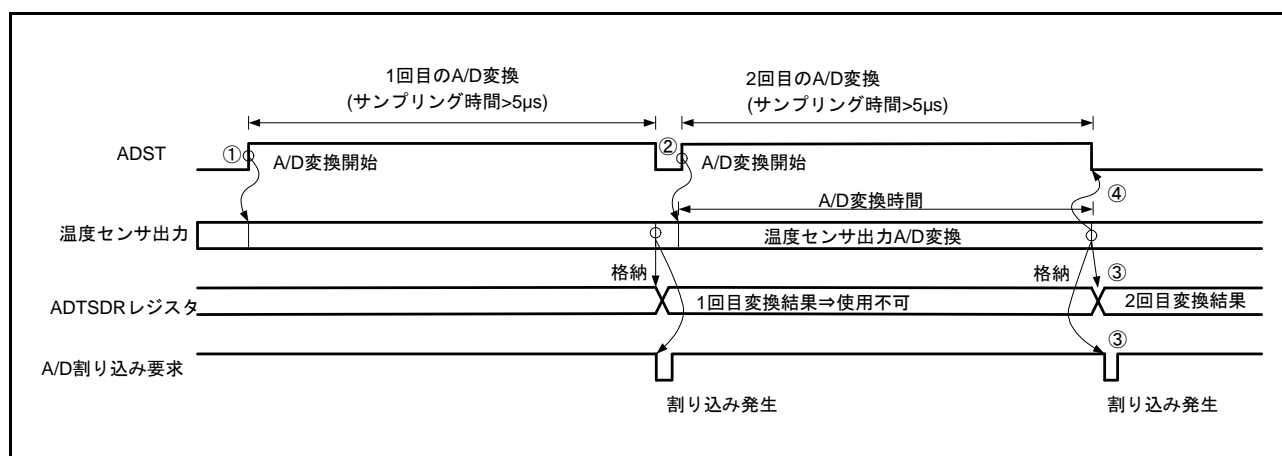 1回目のA/D変換
(サンプリング時間>5µs)
2回目のA/D変換
(サンプリング時間>5µs)
ADST
①
A/D変換開始
②
A/D変換開始
④
A/D変換時間
温度センサ出力
温度センサ出力A/D変換
格納
格納
③
ADTSDRレジスタ
1回目変換結果⇒使用不可
2回目変換結果
A/D割り込み要求
③
割り込み発生
割り込み発生